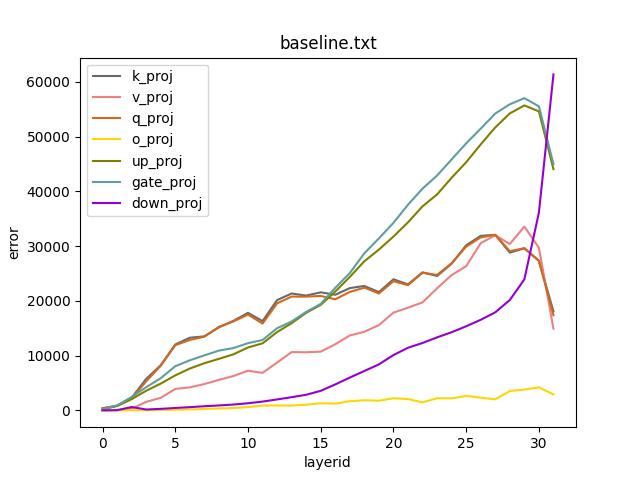 baseline.txt
k_proj
v_proj
q_proj
o_proj
up_proj
gate_proj
down_proj
60000
50000
40000
30000
20000
10000
0
error
0 5 10 15 20 25 30
layerid